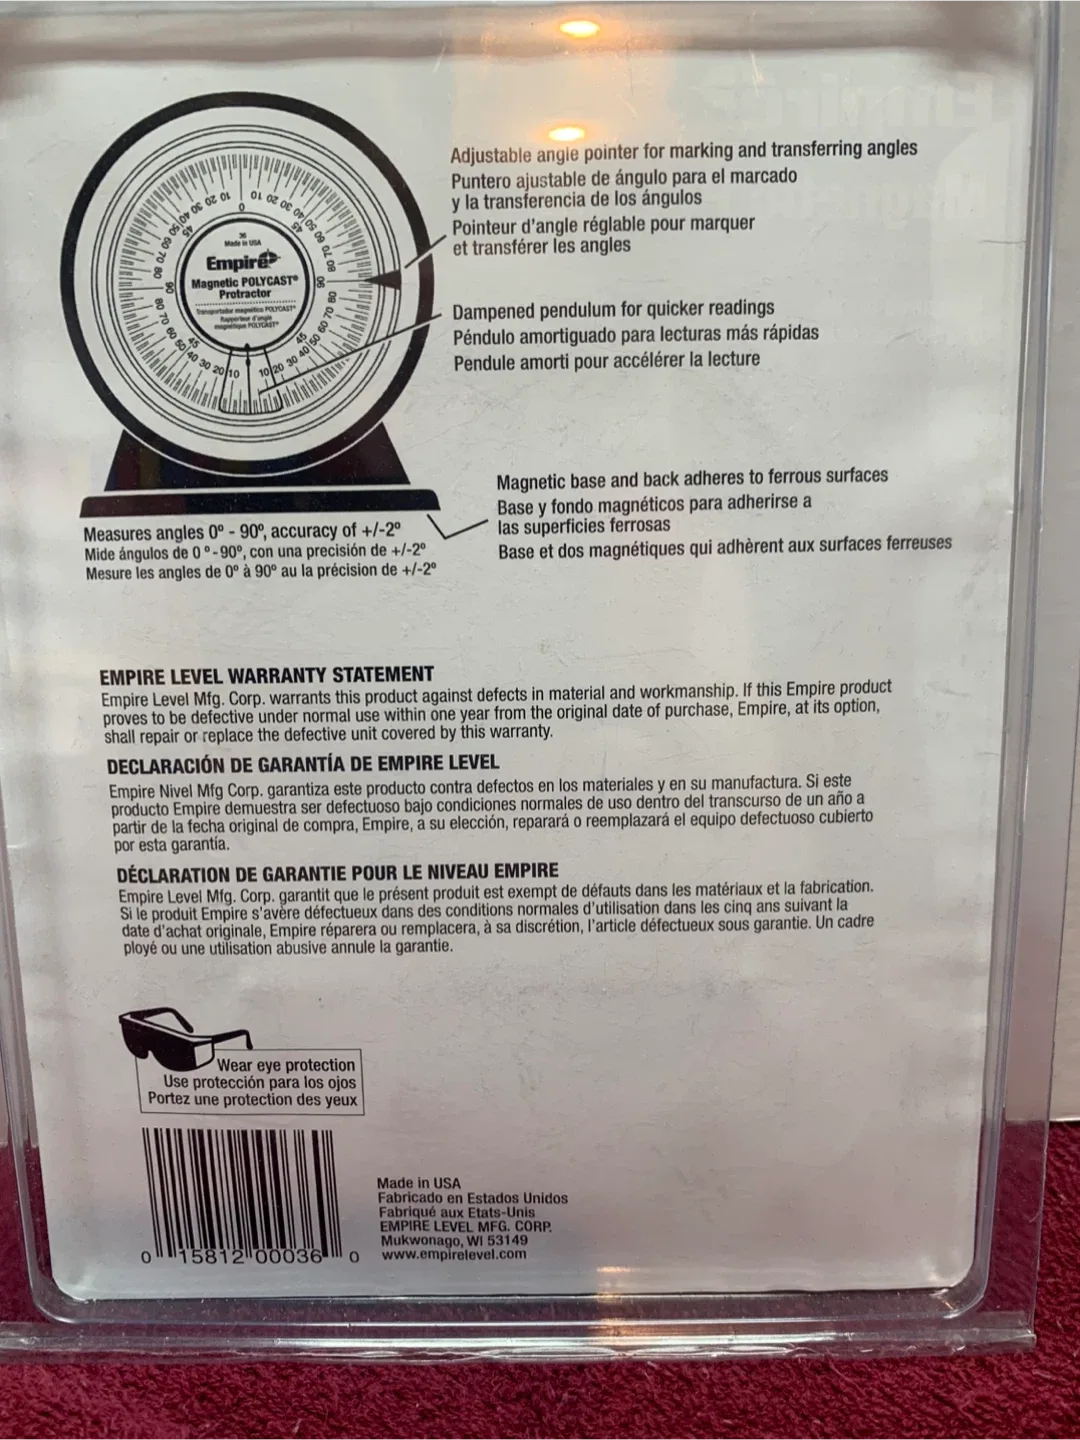 Adjustable angle pointer for marking and transferring angles
Puntero ajustable de ángulo para el marcado
y la transferencia de los ángulos
Pointeur d'angle réglable pour marquer
et transférer les angles
36
Made in USA
Empire
Magnetic POLYCAST®
Protractor
Transportador magnético POLYCAST®
Rapporteur d'angle
magnétique POLYCAST®
Dampened pendulum for quicker readings
Péndulo amortiguado para lecturas más rápidas
Pendule amorti pour accélérer la lecture
Magnetic base and back adheres to ferrous surfaces
Base y fondo magnéticos para adherirse a
las superficies ferrosas
Base et dos magnétiques qui adhèrent aux surfaces ferreuses
Measures angles 0º - 90º, accuracy of +/-2º
Mide ángulos de 0 º - 90º, con una precisión de +/-2º
Mesure les angles de 0º à 90º au la précision de +/-2º
EMPIRE LEVEL WARRANTY STATEMENT
Empire Level Mfg. Corp. warrants this product against defects in material and workmanship. If this Empire product
proves to be defective under normal use within one year from the original date of purchase, Empire, at its option,
shall repair or replace the defective unit covered by this warranty.
DECLARACIÓN DE GARANTÍA DE EMPIRE LEVEL
Empire Nivel Mfg Corp. garantiza este producto contra defectos en los materiales y en su manufactura. Si este
producto Empire demuestra ser defectuoso bajo condiciones normales de uso dentro del transcurso de un año a
partir de la fecha original de compra, Empire, a su elección, reparará o reemplazará el equipo defectuoso cubierto
por esta garantía.
DÉCLARATION DE GARANTIE POUR LE NIVEAU EMPIRE
Empire Level Mfg. Corp. garantit que le présent produit est exempt de défauts dans les matériaux et la fabrication.
Si le produit Empire s'avère défectueux dans des conditions normales d'utilisation dans les cinq ans suivant la
date d'achat originale, Empire réparera ou remplacera, à sa discrétion, l'article défectueux sous garantie. Un cadre
ployé ou une utilisation abusive annule la garantie.
Wear eye protection
Use protección para los ojos
Portez une protection des yeux
Made in USA
Fabricado en Estados Unidos
Fabriqué aux Etats-Unis
EMPIRE LEVEL MFG. CORP.
Mukwonago, WI 53149
www.empirelevel.com
0 15812 00036 0